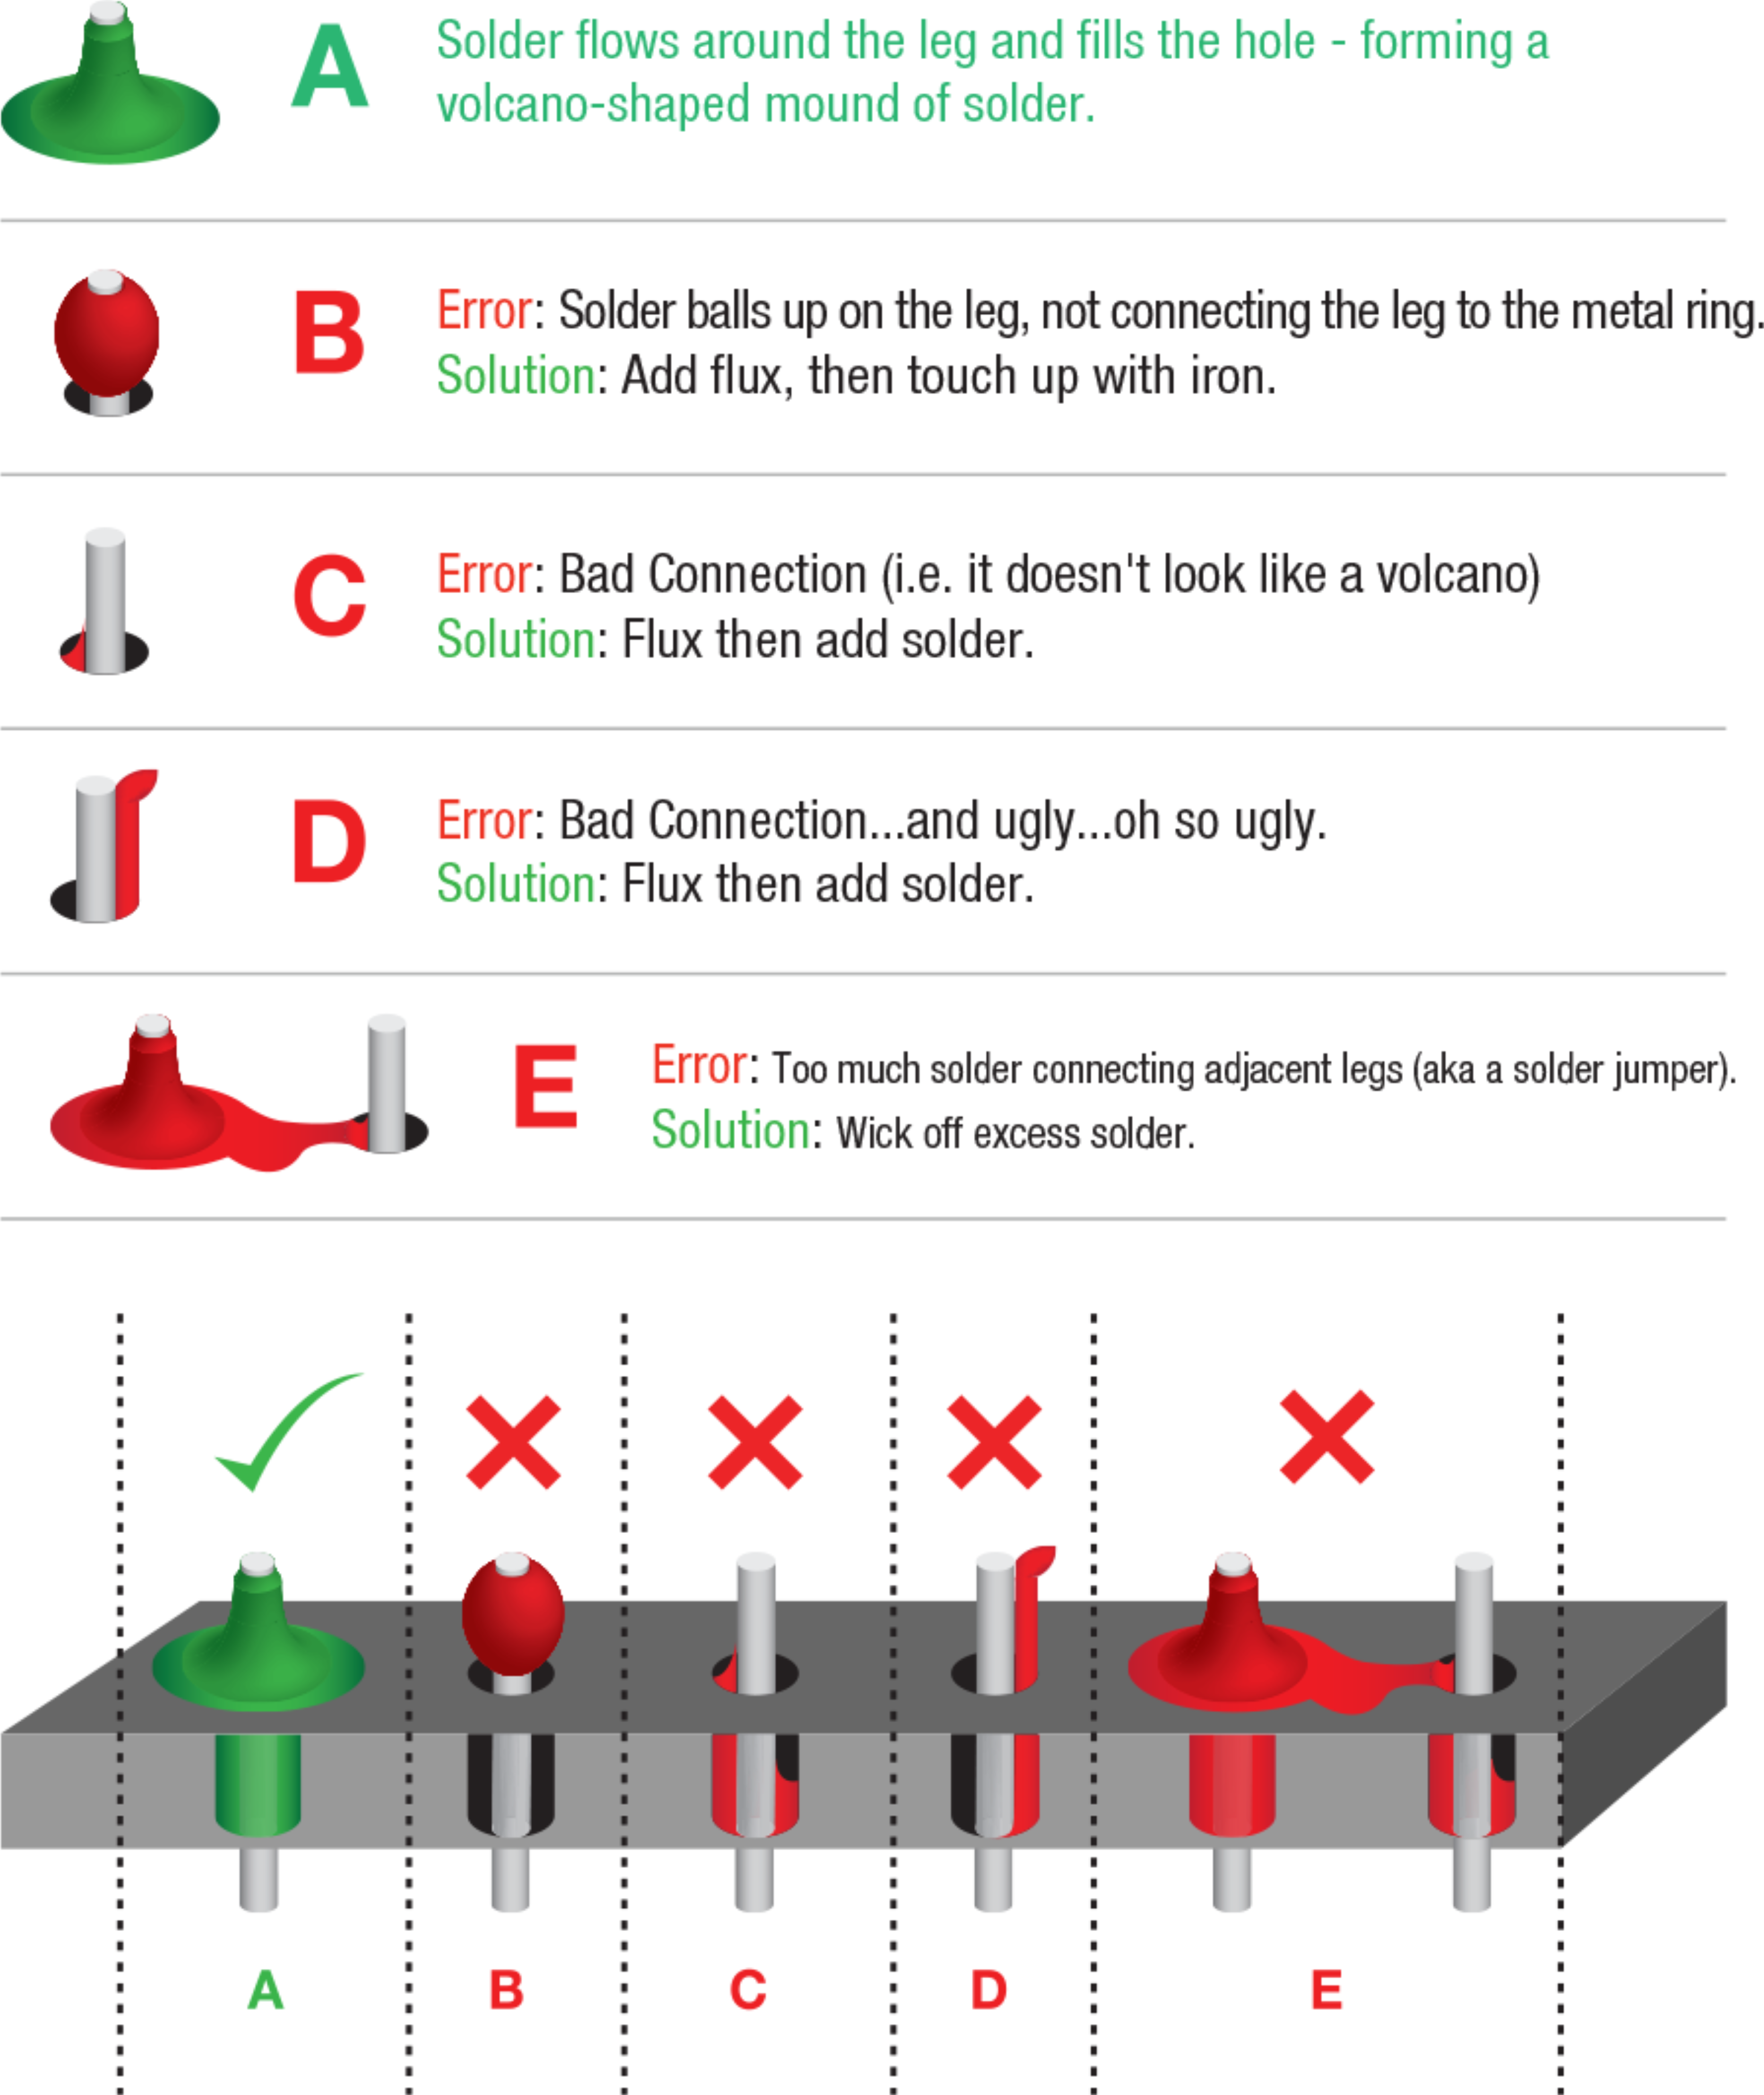 A
Solder flows around the leg and fills the hole - forming a
volcano-shaped mound of solder.
B
Error: Solder balls up on the leg, not connecting the leg to the metal ring.
Solution: Add flux, then touch up with iron.
C
Error: Bad Connection (i.e. it doesn't look like a volcano)
Solution: Flux then add solder.
D
Error: Bad Connection...and ugly...oh so ugly.
Solution: Flux then add solder.
E
Error: Too much solder connecting adjacent legs (aka a solder jumper).
Solution: Wick off excess solder.
A B C D E